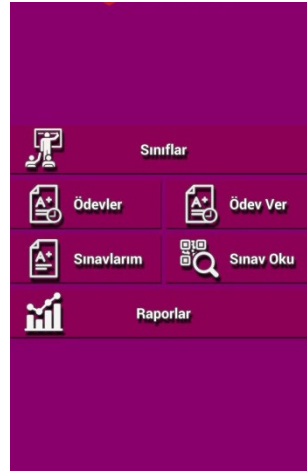 Sınıflar
Ödevler
Ödev Ver
Sınavlarım
Sınav Oku
Raporlar